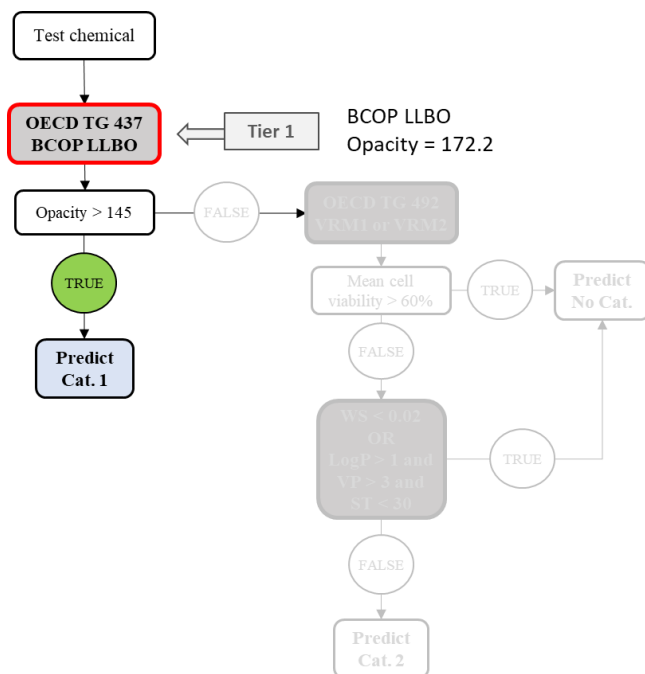 Test chemical
OECD TG 437
BCOP LLBO
Tier 1
BCOP LLBO
Opacity = 172.2
Opacity > 145
FALSE
OECD TG 492
VRM1 or VRM2
TRUE
Mean cell
viability > 60%
TRUE
Predict
No Cat.
Predict
Cat. 1
FALSE
WS < 0.02
OR
LogP > 1 and
VP > 3 and
ST < 30
TRUE
FALSE
Predict
Cat. 2